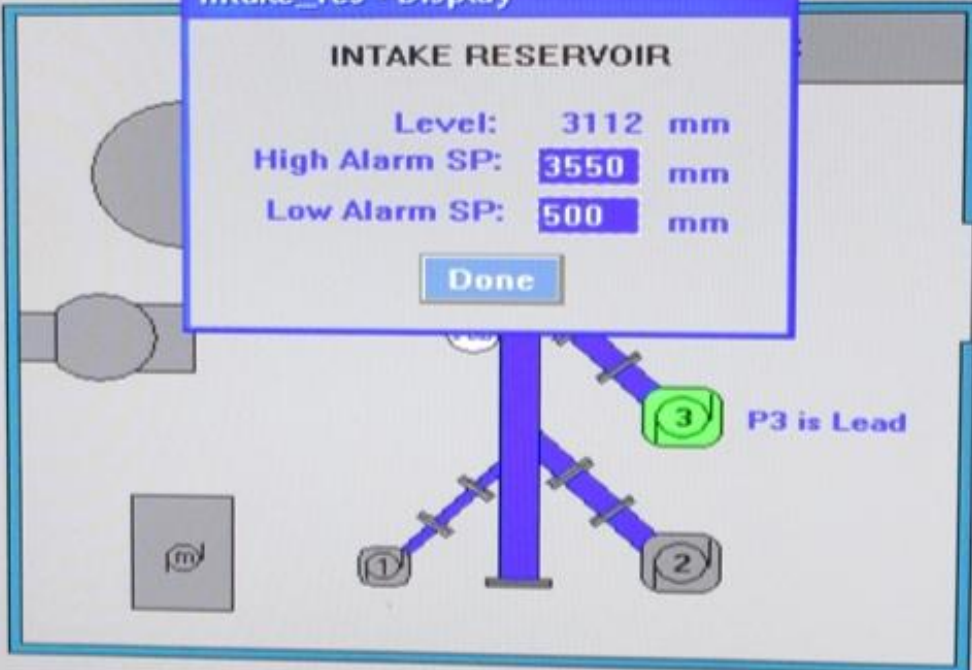 INTAKE RESERVOIR
Level: 3112 mm
High Alarm SP: 3550 mm
Low Alarm SP: 500 mm
Done
3
P3 is Lead
m
1
2